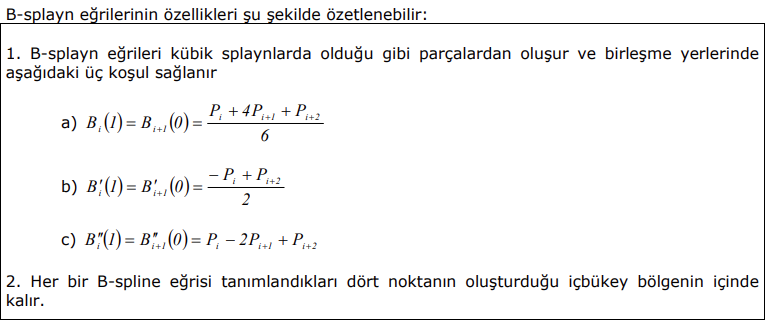 B-splayn eğrilerinin özellikleri şu şekilde özetlenebilir:
1. B-splayn eğrileri kübik splaynlarda olduğu gibi parçalardan oluşur ve birleşme yerlerinde
aşağıdaki üç koşul sağlanır
a) B_i(1) = B_{i+1}(0) = \frac{P_i + 4P_{i+1} + P_{i+2}}{6}
b) B'_i(1) = B'_{i+1}(0) = \frac{-P_i + P_{i+2}}{2}
c) B''_i(1) = B''_{i+1}(0) = P_i − 2P_{i+1} + P_{i+2}
2. Her bir B-spline eğrisi tanımlandıkları dört noktanın oluşturduğu içbükey bölgenin içinde
kalır.